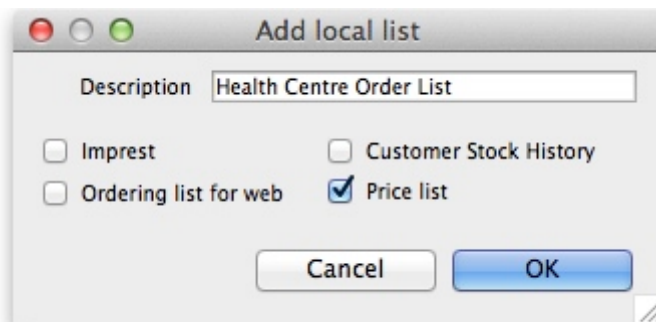 Add local list
Description Health Centre Order List
Imprest Customer Stock History
Ordering list for web Price list
Cancel OK